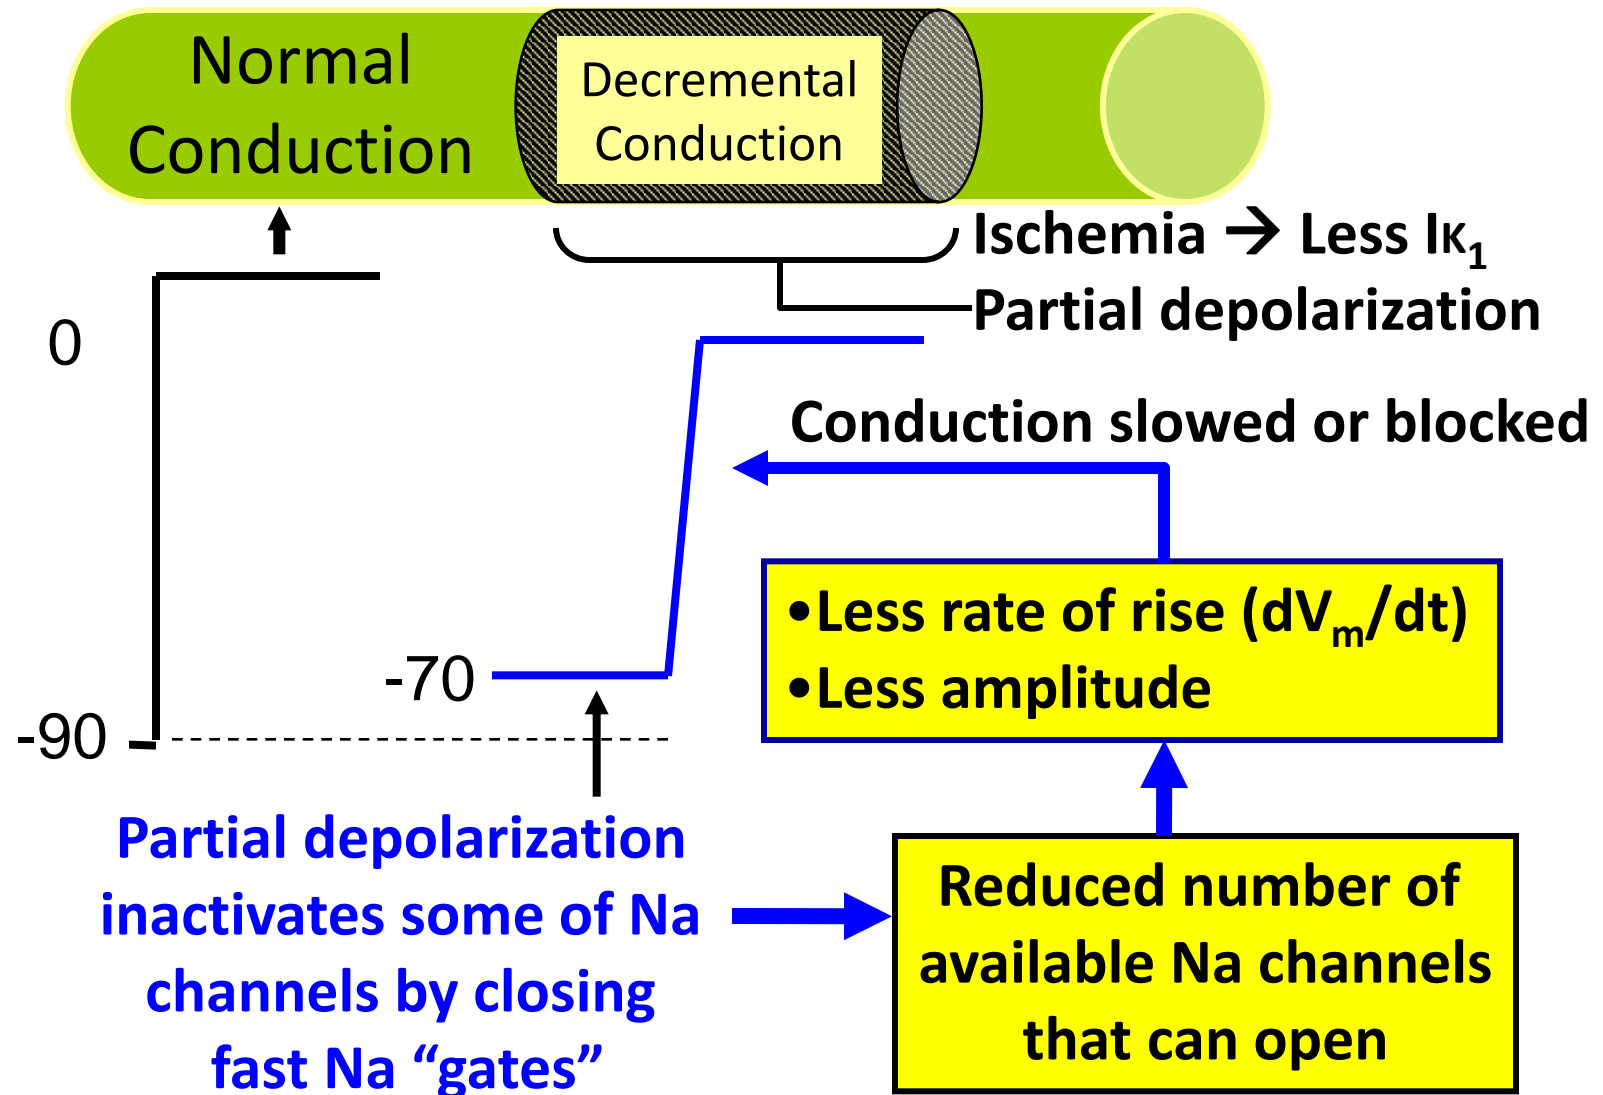 Normal
Conduction
Decremental
Conduction
Ischemia → Less IK1
Partial depolarization
0
Conduction slowed or blocked
•Less rate of rise (dVm/dt)
•Less amplitude
-70
-90
Partial depolarization
inactivates some of Na
channels by closing
fast Na “gates”
Reduced number of
available Na channels
that can open